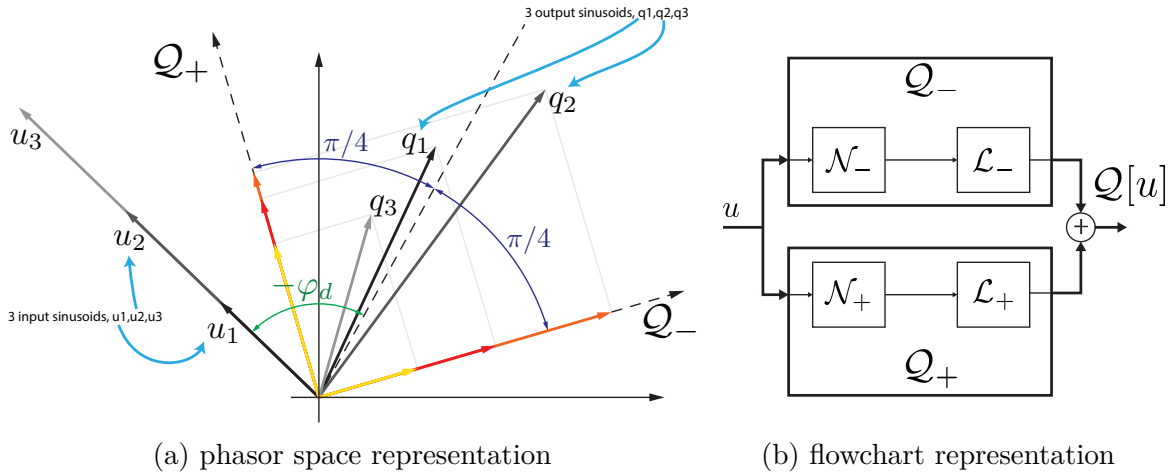 3 output sinusoids, q1,q2,q3
𝒬₊
q₂
u₃
π/4
q₁
q₃
u₂
π/4
−φ_d
3 input sinusoids, u1,u2,u3
u₁
𝒬₋
(a) phasor space representation
𝒬₋
𝒩₋
ℒ₋
𝒬[u]
u
+
𝒩₊
ℒ₊
𝒬₊
(b) flowchart representation